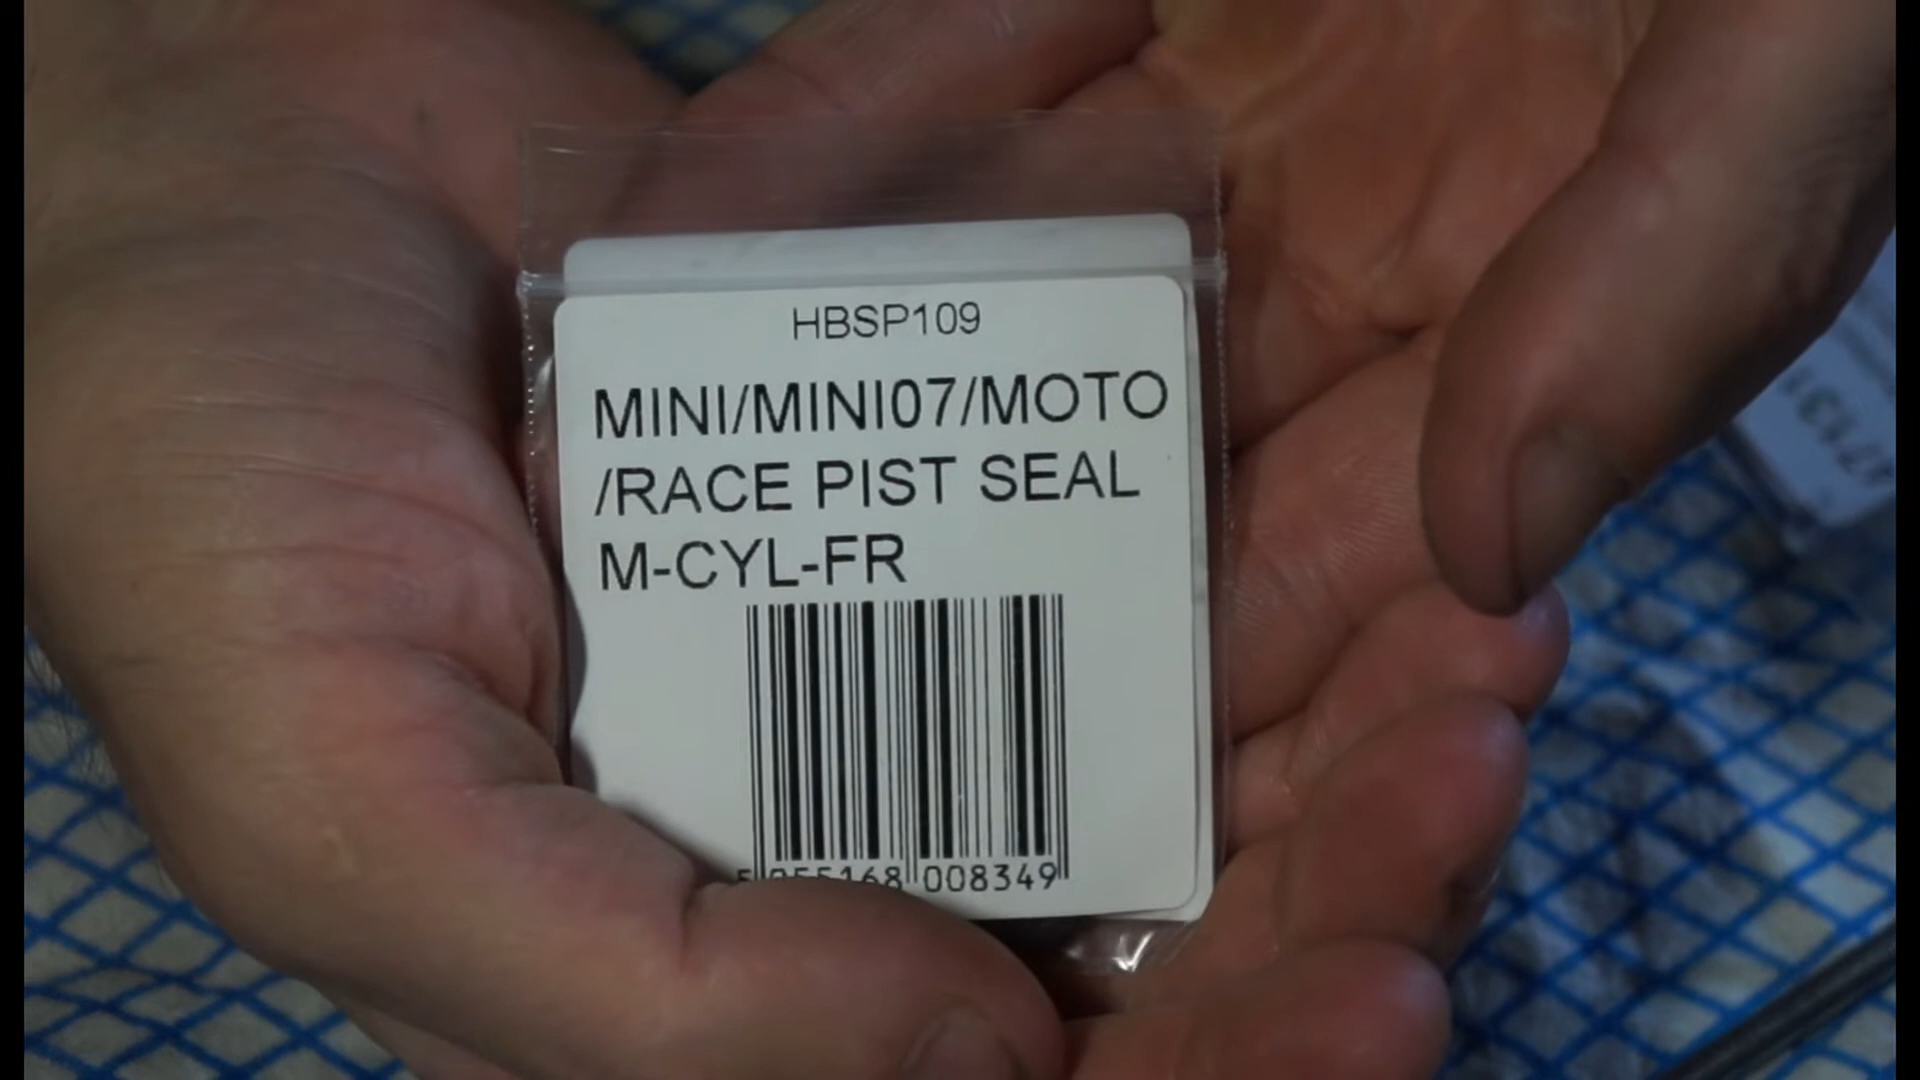 HBSP109
MINI/MINI07/MOTO
/RACE PIST SEAL
M-CYL-FR
008349